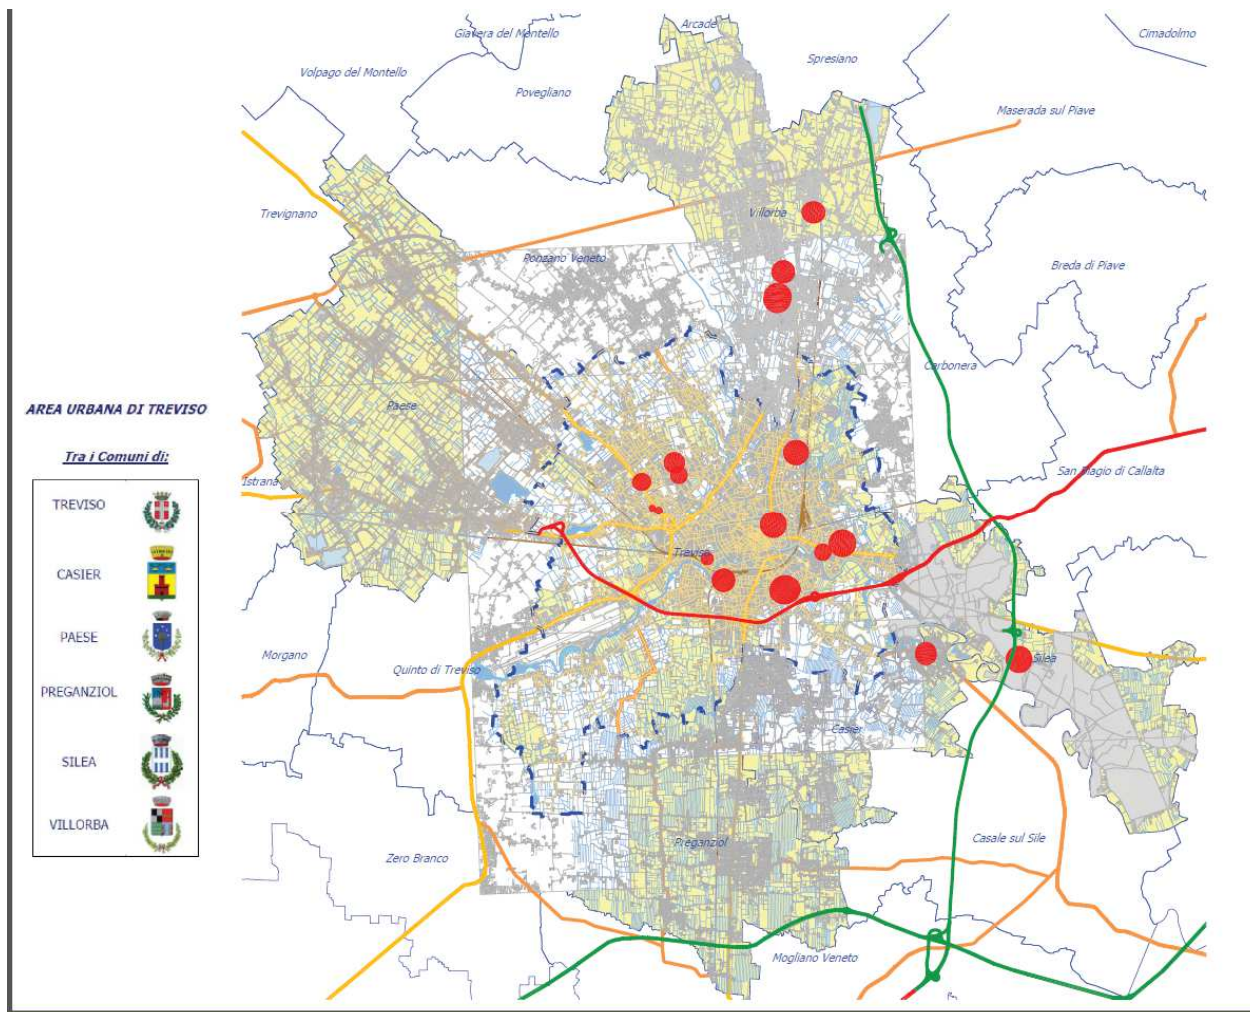 Arcade
Giavera del Montello
Cimadolmo
Spresiano
Volpago del Montello
Povegliano
Maserada sul Piave
Trevignano
Villorba
Ponzano Veneto
Breda di Piave
Carbonera
AREA URBANA DI TREVISO
Paese
Tra i Comuni di:
San Biagio di Callalta
Istrana
TREVISO
Treviso
CASIER
PAESE
Morgano
Silea
Quinto di Treviso
PREGANZIOL
Casier
SILEA
VILLORBA
Preganziol
Casale sul Sile
Zero Branco
Mogliano Veneto